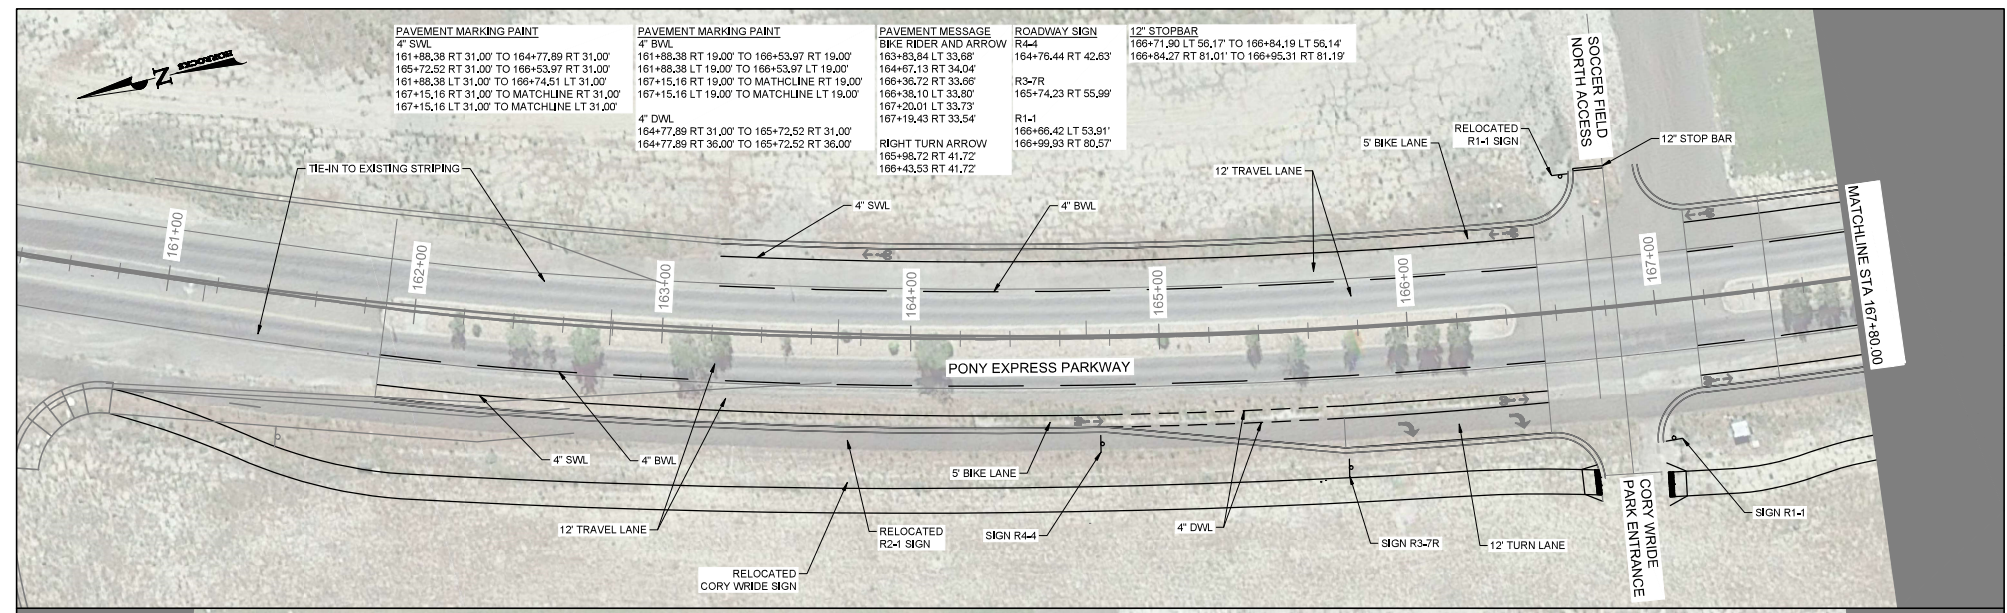 PAVEMENT MARKING PAINT
4" SWL
161+88.38 RT 31.00' TO 164+77.89 RT 31.00'
165+72.52 RT 31.00' TO 166+53.97 RT 31.00'
161+88.38 LT 31.00' TO 166+74.51 LT 31.00'
167+15.16 RT 31.00' TO MATCHLINE RT 31.00'
167+15.16 LT 31.00' TO MATCHLINE LT 31.00'
PAVEMENT MARKING PAINT
4" BWL
161+88.38 RT 19.00' TO 166+53.97 RT 19.00'
161+88.38 LT 19.00' TO 166+53.97 LT 19.00'
167+15.16 RT 19.00' TO MATHCLINE RT 19.00'
167+15.16 LT 19.00' TO MATCHLINE LT 19.00'
4" DWL
164+77.89 RT 31.00' TO 165+72.52 RT 31.00'
164+77.89 RT 36.00' TO 165+72.52 RT 36.00'
PAVEMENT MESSAGE
BIKE RIDER AND ARROW
163+83.84 LT 33.68'
164+67.13 RT 34.04'
166+36.72 RT 33.66'
166+38.10 LT 33.80'
167+20.01 LT 33.73'
167+19.43 RT 33.54'
RIGHT TURN ARROW
165+98.72 RT 41.72'
166+43.53 RT 41.72'
ROADWAY SIGN
R4-4
164+76.44 RT 42.63'
R3-7R
165+74.23 RT 55.99'
R1-1
166+66.42 LT 53.91'
166+99.93 RT 80.57'
12" STOPBAR
166+71.90 LT 56.17' TO 166+84.19 LT 56.14'
166+84.27 RT 81.01' TO 166+95.31 RT 81.19'
N
SOCCER FIELD
NORTH ACCESS
RELOCATED
R1-1 SIGN
12" STOP BAR
5' BIKE LANE
TIE-IN TO EXISTING STRIPING
12' TRAVEL LANE
4" SWL
4" BWL
161+00
162+00
163+00
164+00
165+00
166+00
167+00
MATCHLINE STA 167+80.00
PONY EXPRESS PARKWAY
4" SWL
4" BWL
5' BIKE LANE
12' TRAVEL LANE
RELOCATED
R2-1 SIGN
SIGN R4-4
4" DWL
SIGN R3-7R
12' TURN LANE
SIGN R1-1
CORY WRIDE
PARK ENTRANCE
RELOCATED
CORY WRIDE SIGN